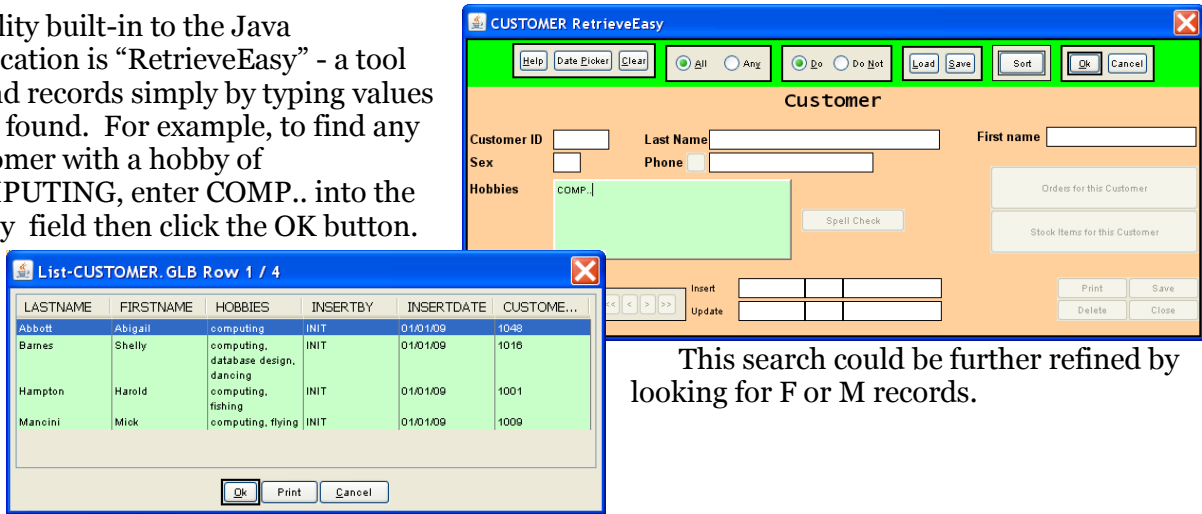 lity built-in to the Java
cation is “RetrieveEasy” - a tool
nd records simply by typing values
found. For example, to find any
omer with a hobby of
MPUTING, enter COMP.. into the
y field then click the OK button.
CUSTOMER RetrieveEasy
Help Date Picker Clear All Any Do Do Not Load Save Sort Ok Cancel
Customer
Customer ID Last Name First name
Sex Phone
Hobbies COMP.. Orders for this Customer
Spell Check
Stock Items for this Customer
<< < > >> Insert Print Save
Update Delete Close
List-CUSTOMER.GLB Row 1 / 4
LASTNAME FIRSTNAME HOBBIES INSERTBY INSERTDATE CUSTOME...
Abbott Abigail computing INIT 01/01/09 1048
Barnes Shelly computing, INIT 01/01/09 1016
database design,
dancing
Hampton Harold computing, INIT 01/01/09 1001
fishing
Mancini Mick computing, flying INIT 01/01/09 1009
Ok Print Cancel
This search could be further refined by
looking for F or M records.